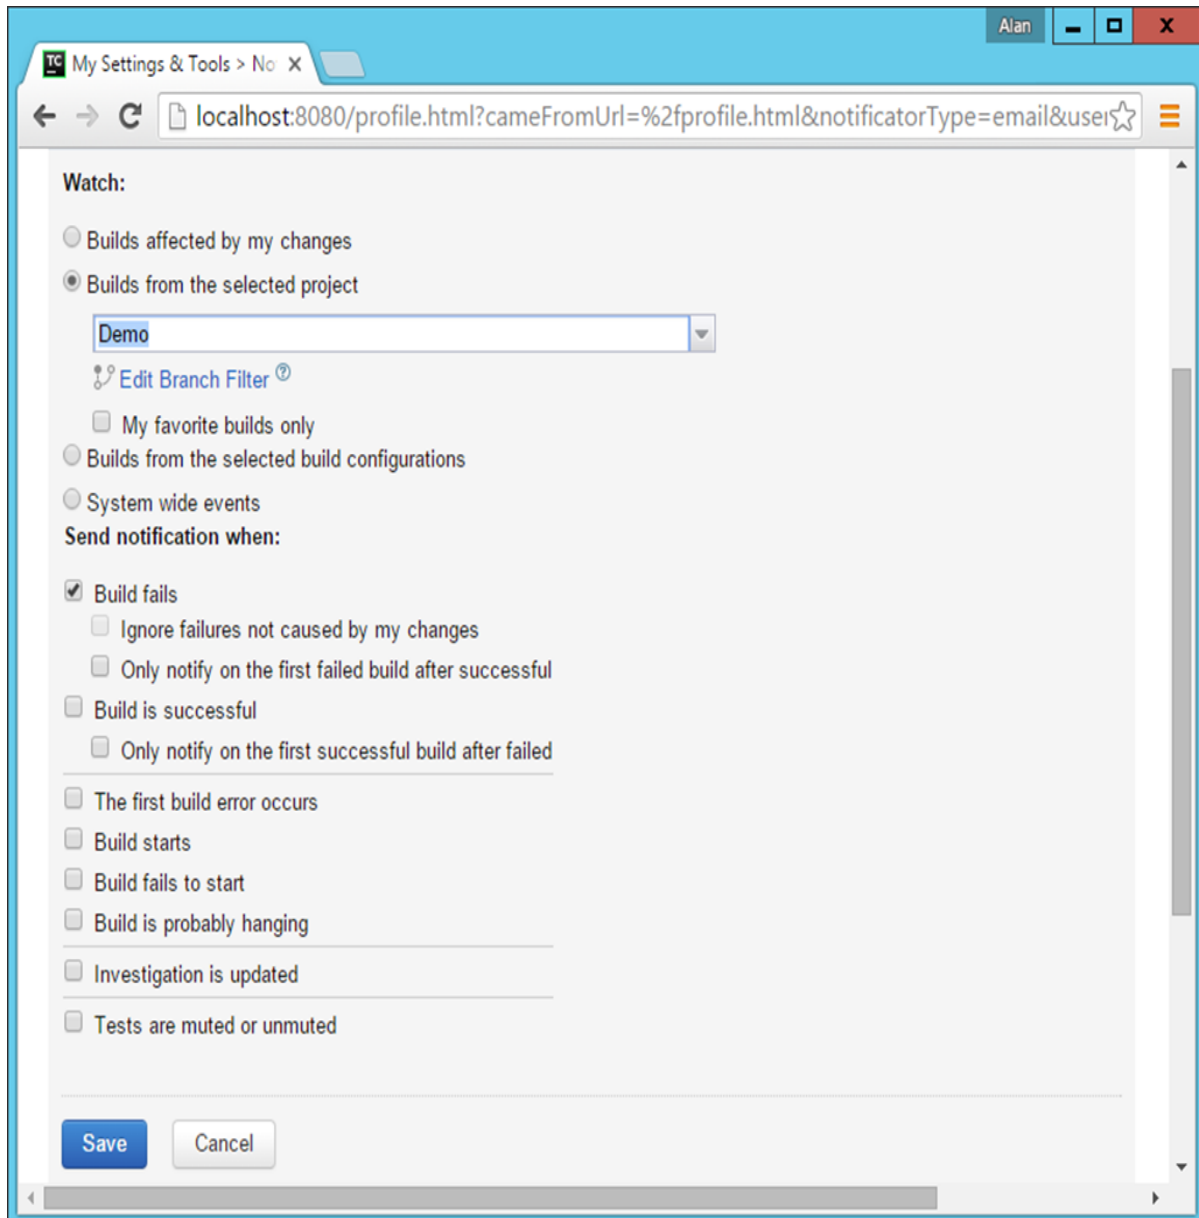 Alan
TC My Settings & Tools > No
localhost:8080/profile.html?cameFromUrl=%2fprofile.html&notificatorType=email&user
Watch:
Builds affected by my changes
Builds from the selected project
Demo
Edit Branch Filter ?
My favorite builds only
Builds from the selected build configurations
System wide events
Send notification when:
Build fails
Ignore failures not caused by my changes
Only notify on the first failed build after successful
Build is successful
Only notify on the first successful build after failed
The first build error occurs
Build starts
Build fails to start
Build is probably hanging
Investigation is updated
Tests are muted or unmuted
Save Cancel